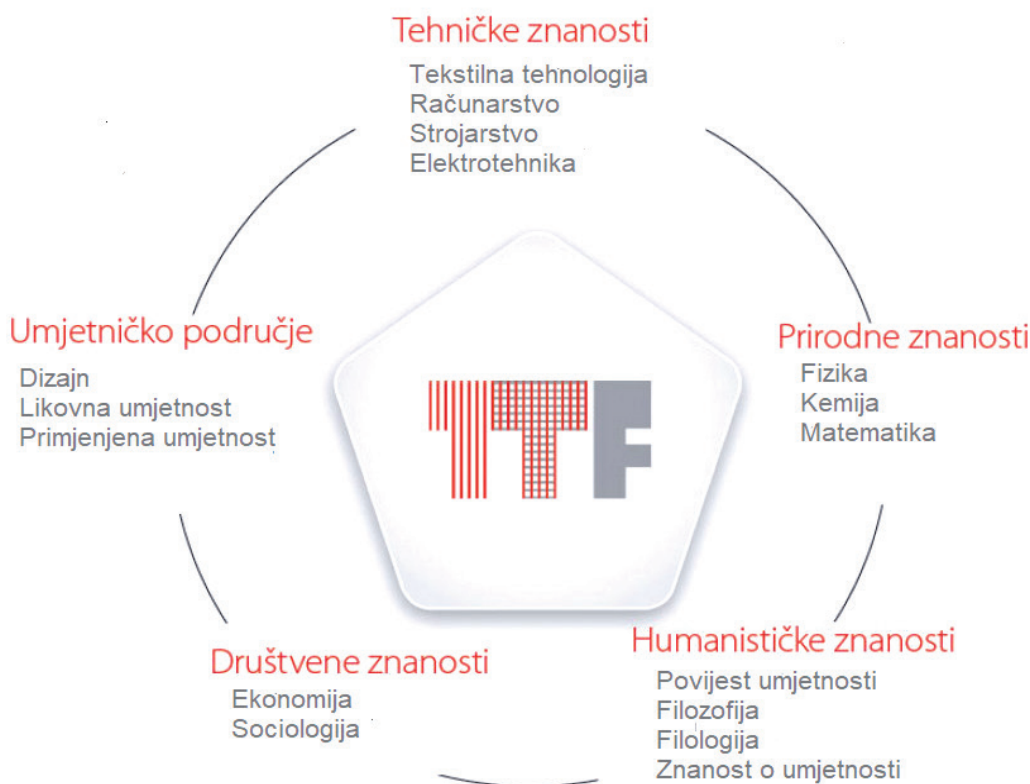 Tehničke znanosti
Tekstilna tehnologija
Računarstvo
Strojarstvo
Elektrotehnika
Umjetničko područje
Dizajn
Likovna umjetnost
Primjenjena umjetnost
TTF
Prirodne znanosti
Fizika
Kemija
Matematika
Društvene znanosti
Ekonomija
Sociologija
Humanističke znanosti
Povijest umjetnosti
Filozofija
Filologija
Znanost o umjetnosti